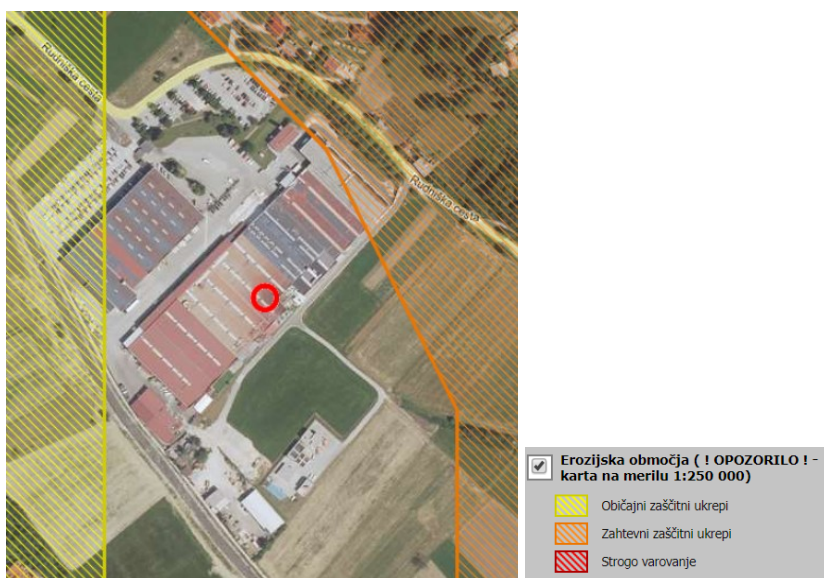 Rudniška cesta
Rudniška cesta
Erozijska območja ( ! OPOZORILO ! -
karta na merilu 1:250 000)
Običajni zaščitni ukrepi
Zahtevni zaščitni ukrepi
Strogo varovanje